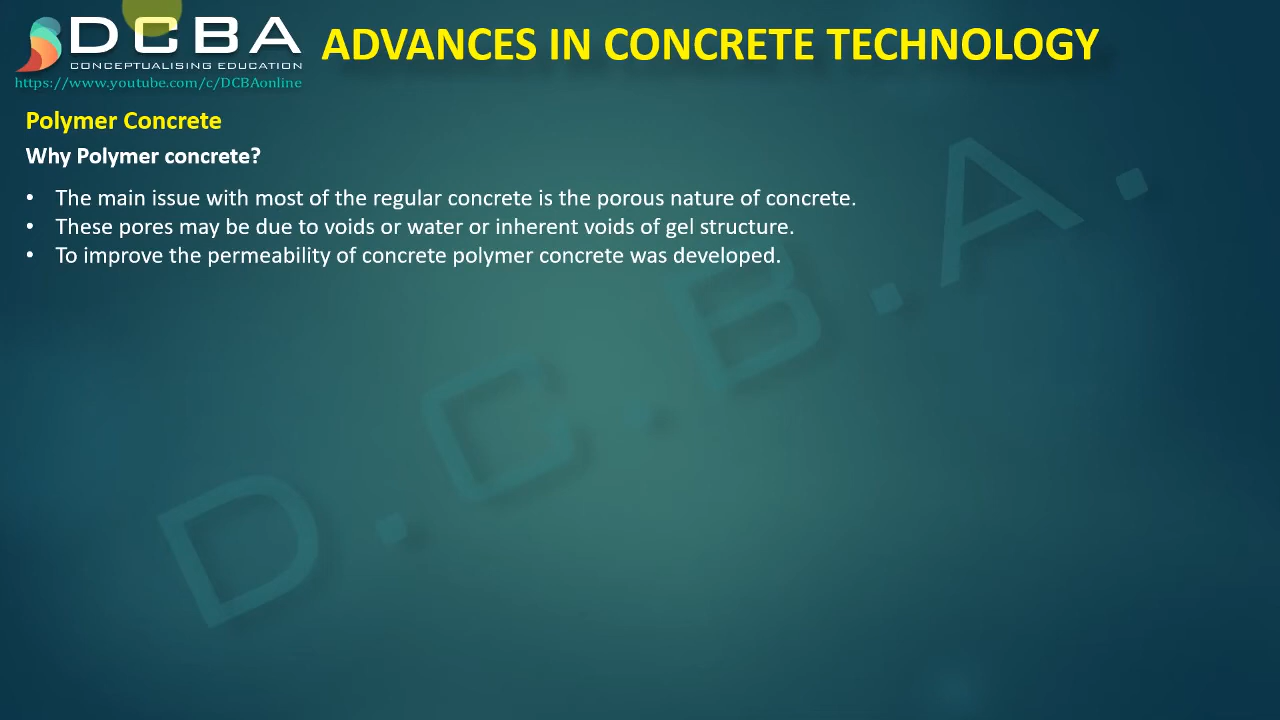 DCBA
CONCEPTUALISING EDUCATION
https://www.youtube.com/c/DCBAonline
ADVANCES IN CONCRETE TECHNOLOGY
Polymer Concrete
Why Polymer concrete?
• The main issue with most of the regular concrete is the porous nature of concrete.
• These pores may be due to voids or water or inherent voids of gel structure.
• To improve the permeability of concrete polymer concrete was developed.
D.C.B.A.